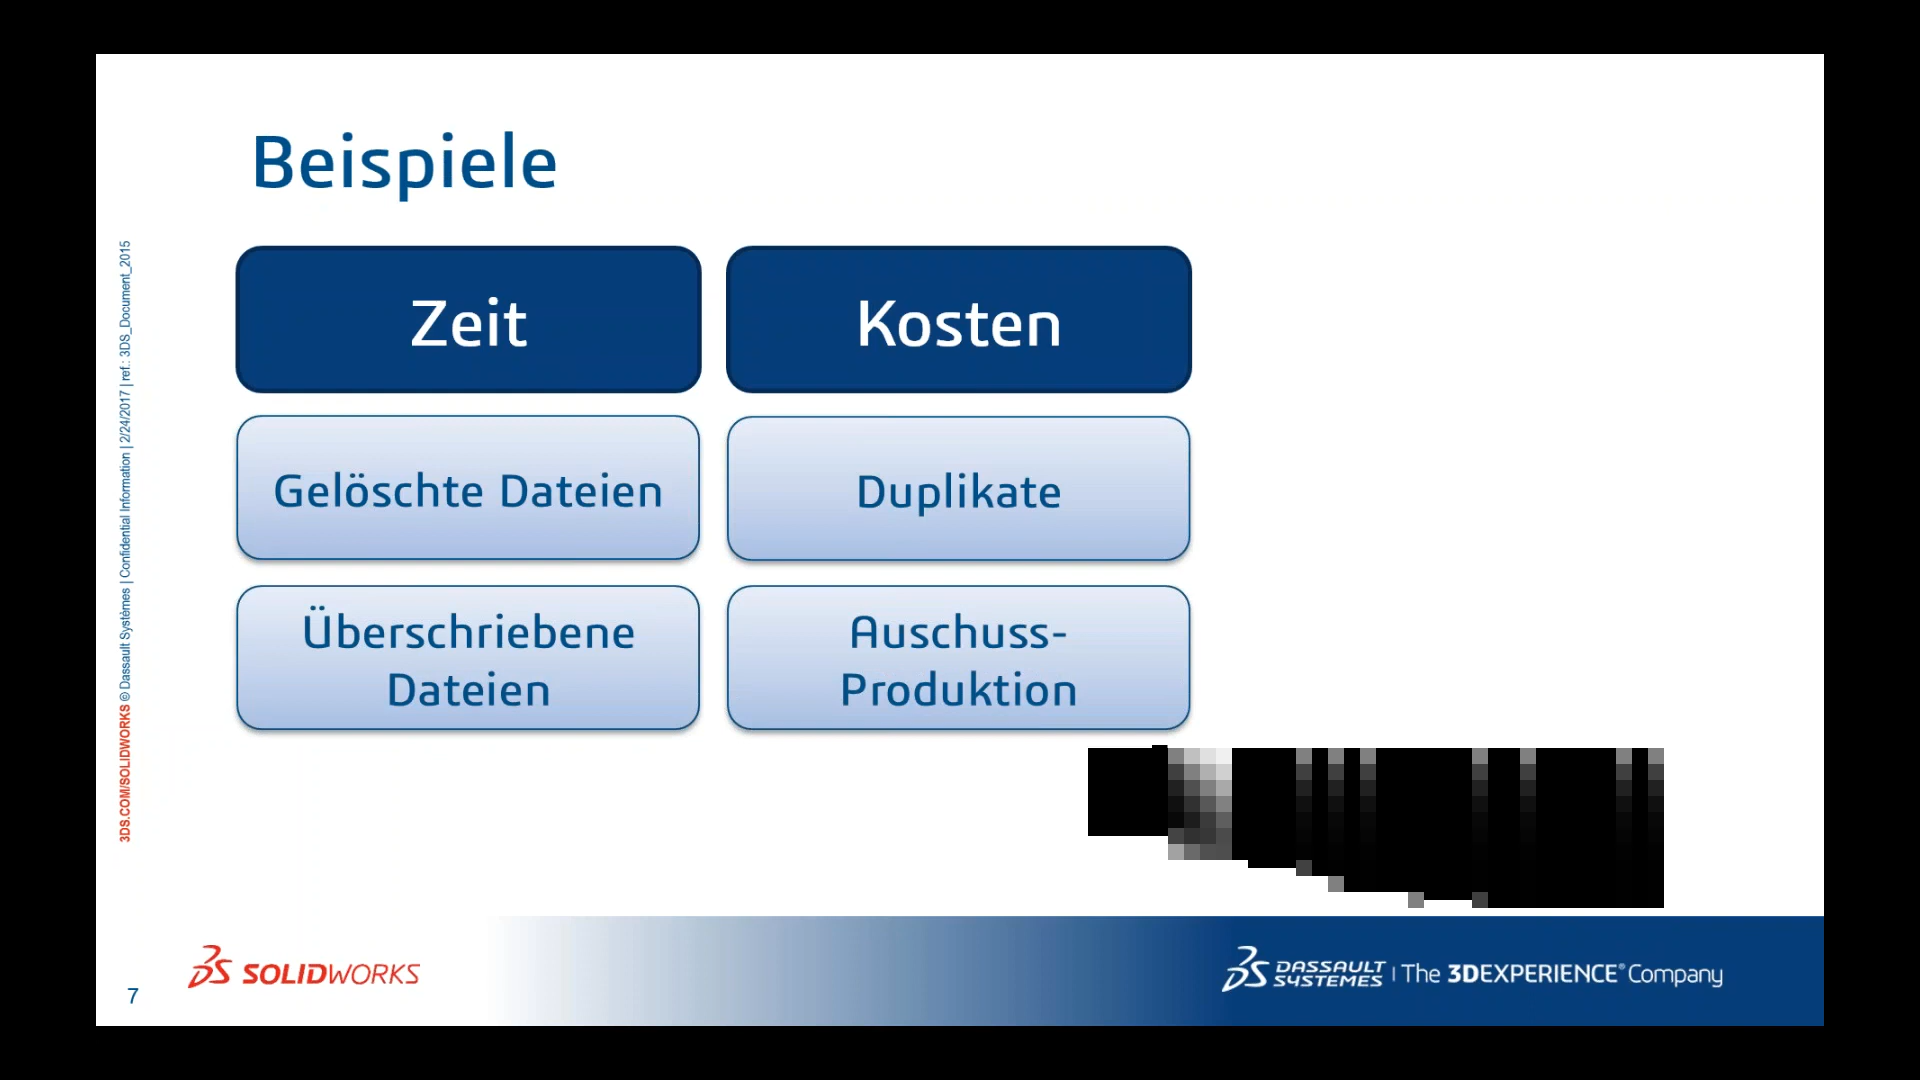 Beispiele
Zeit
Kosten
Gelöschte Dateien
Duplikate
Überschriebene
Dateien
Auschuss-
Produktion
3DS.COM/SOLIDWORKS © Dassault Systèmes | Confidential Information | 2/24/2017 | ref.: 3DS_Document_2015
7
SOLIDWORKS
DASSAULT SYSTEMES | The 3DEXPERIENCE® Company